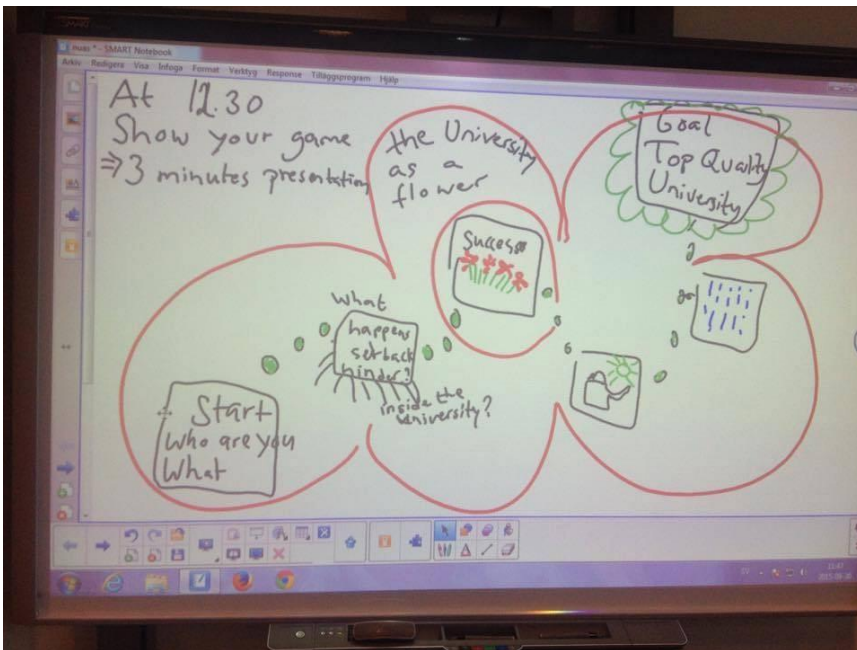 - SMART Notebook
Arkiv Redigera Visa Infoga Format Verktyg Response Tilläggsprogram Hjälp
At 12.30
Show your game
⇒ 3 minutes presentation
the University
as a
flower
Goal
Top Quality
University
Success
What
happens
setback
hinder?
inside the
University?
Start
Who are you
What